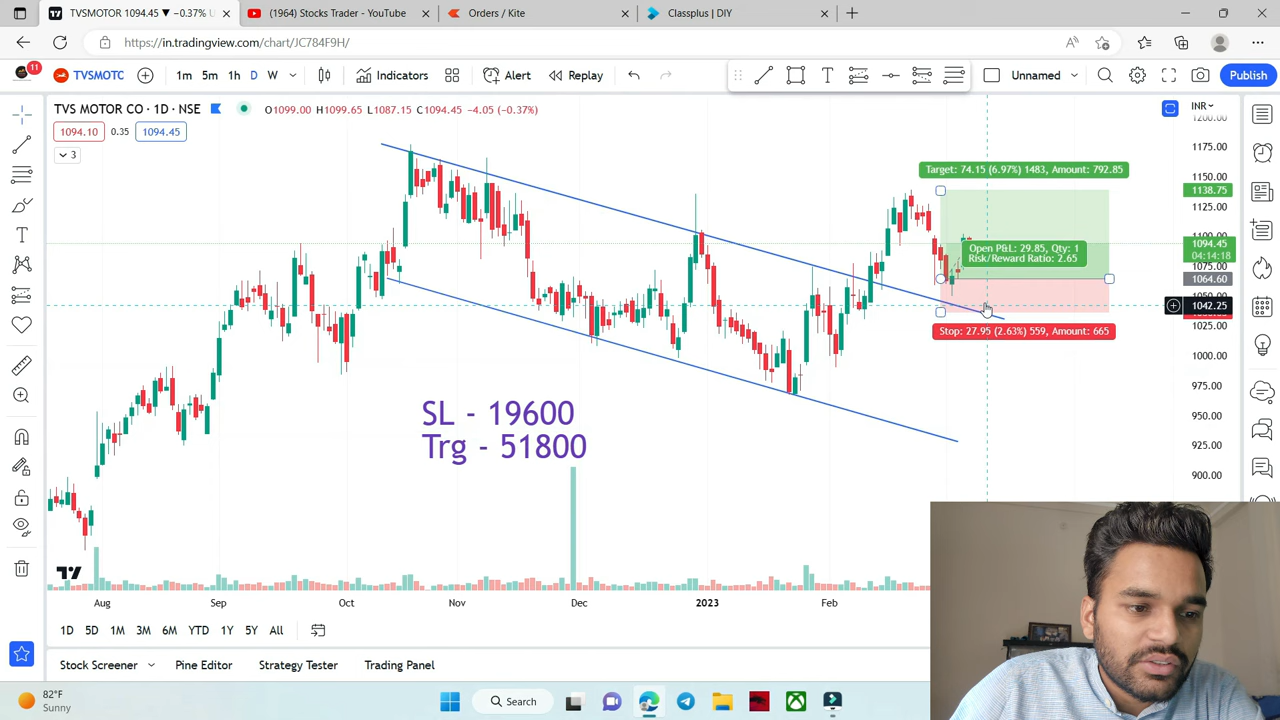 TVSMOTOR 1094.45 ▼ −0.37% U
(1964) Stocks Trader - YouTube
Orders / Kite
Classplus | DIY
https://in.tradingview.com/chart/JC784F9H/
11
TVSMOTC
1m 5m 1h D W
Indicators
Alert
Replay
Unnamed
Publish
TVS MOTOR CO · 1D · NSE
O1099.00 H1099.65 L1087.15 C1094.45 −4.05 (−0.37%)
1094.10 0.35 1094.45
3
INR
1200.00
1175.00
1150.00
1138.75
1125.00
1100.00
1094.45
04:14:18
1075.00
1064.60
1050.00
1042.25
1025.00
1000.00
975.00
950.00
925.00
900.00
Target: 74.15 (6.97%) 1483, Amount: 792.85
Open P&L: 29.85, Qty: 1
Risk/Reward Ratio: 2.65
Stop: 27.95 (2.63%) 559, Amount: 665
SL - 19600
Trg - 51800
Aug Sep Oct Nov Dec 2023 Feb
1D 5D 1M 3M 6M YTD 1Y 5Y All
Stock Screener
Pine Editor
Strategy Tester
Trading Panel
82°F
Sunny
Search